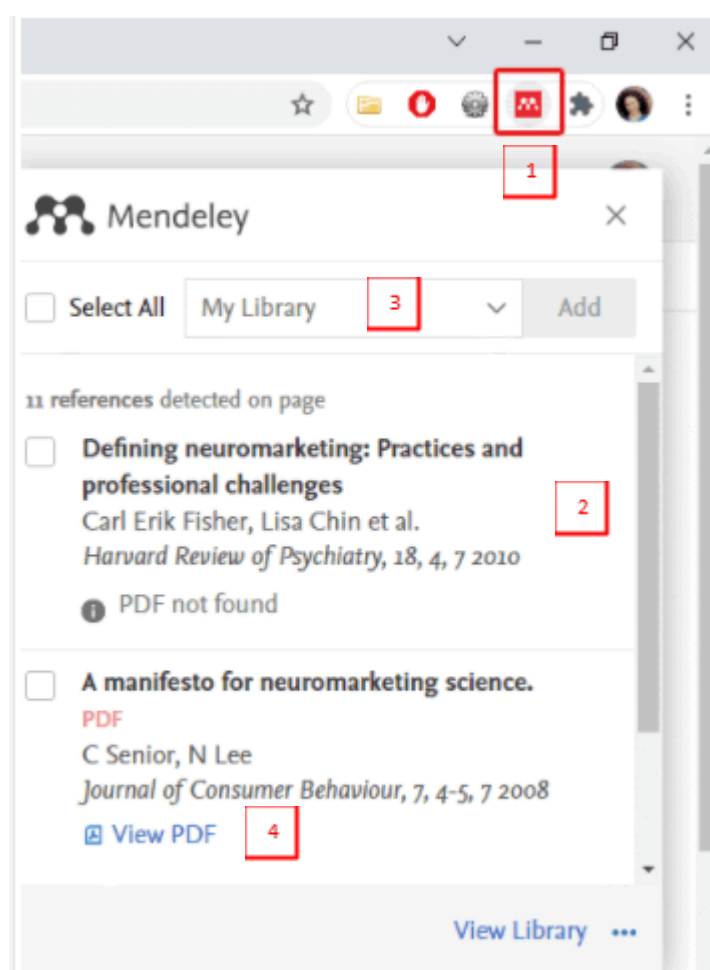 1
Mendeley
Select All My Library 3 Add
11 references detected on page
Defining neuromarketing: Practices and
professional challenges
2
Carl Erik Fisher, Lisa Chin et al.
Harvard Review of Psychiatry, 18, 4, 7 2010
PDF not found
A manifesto for neuromarketing science.
PDF
C Senior, N Lee
Journal of Consumer Behaviour, 7, 4-5, 7 2008
View PDF 4
View Library